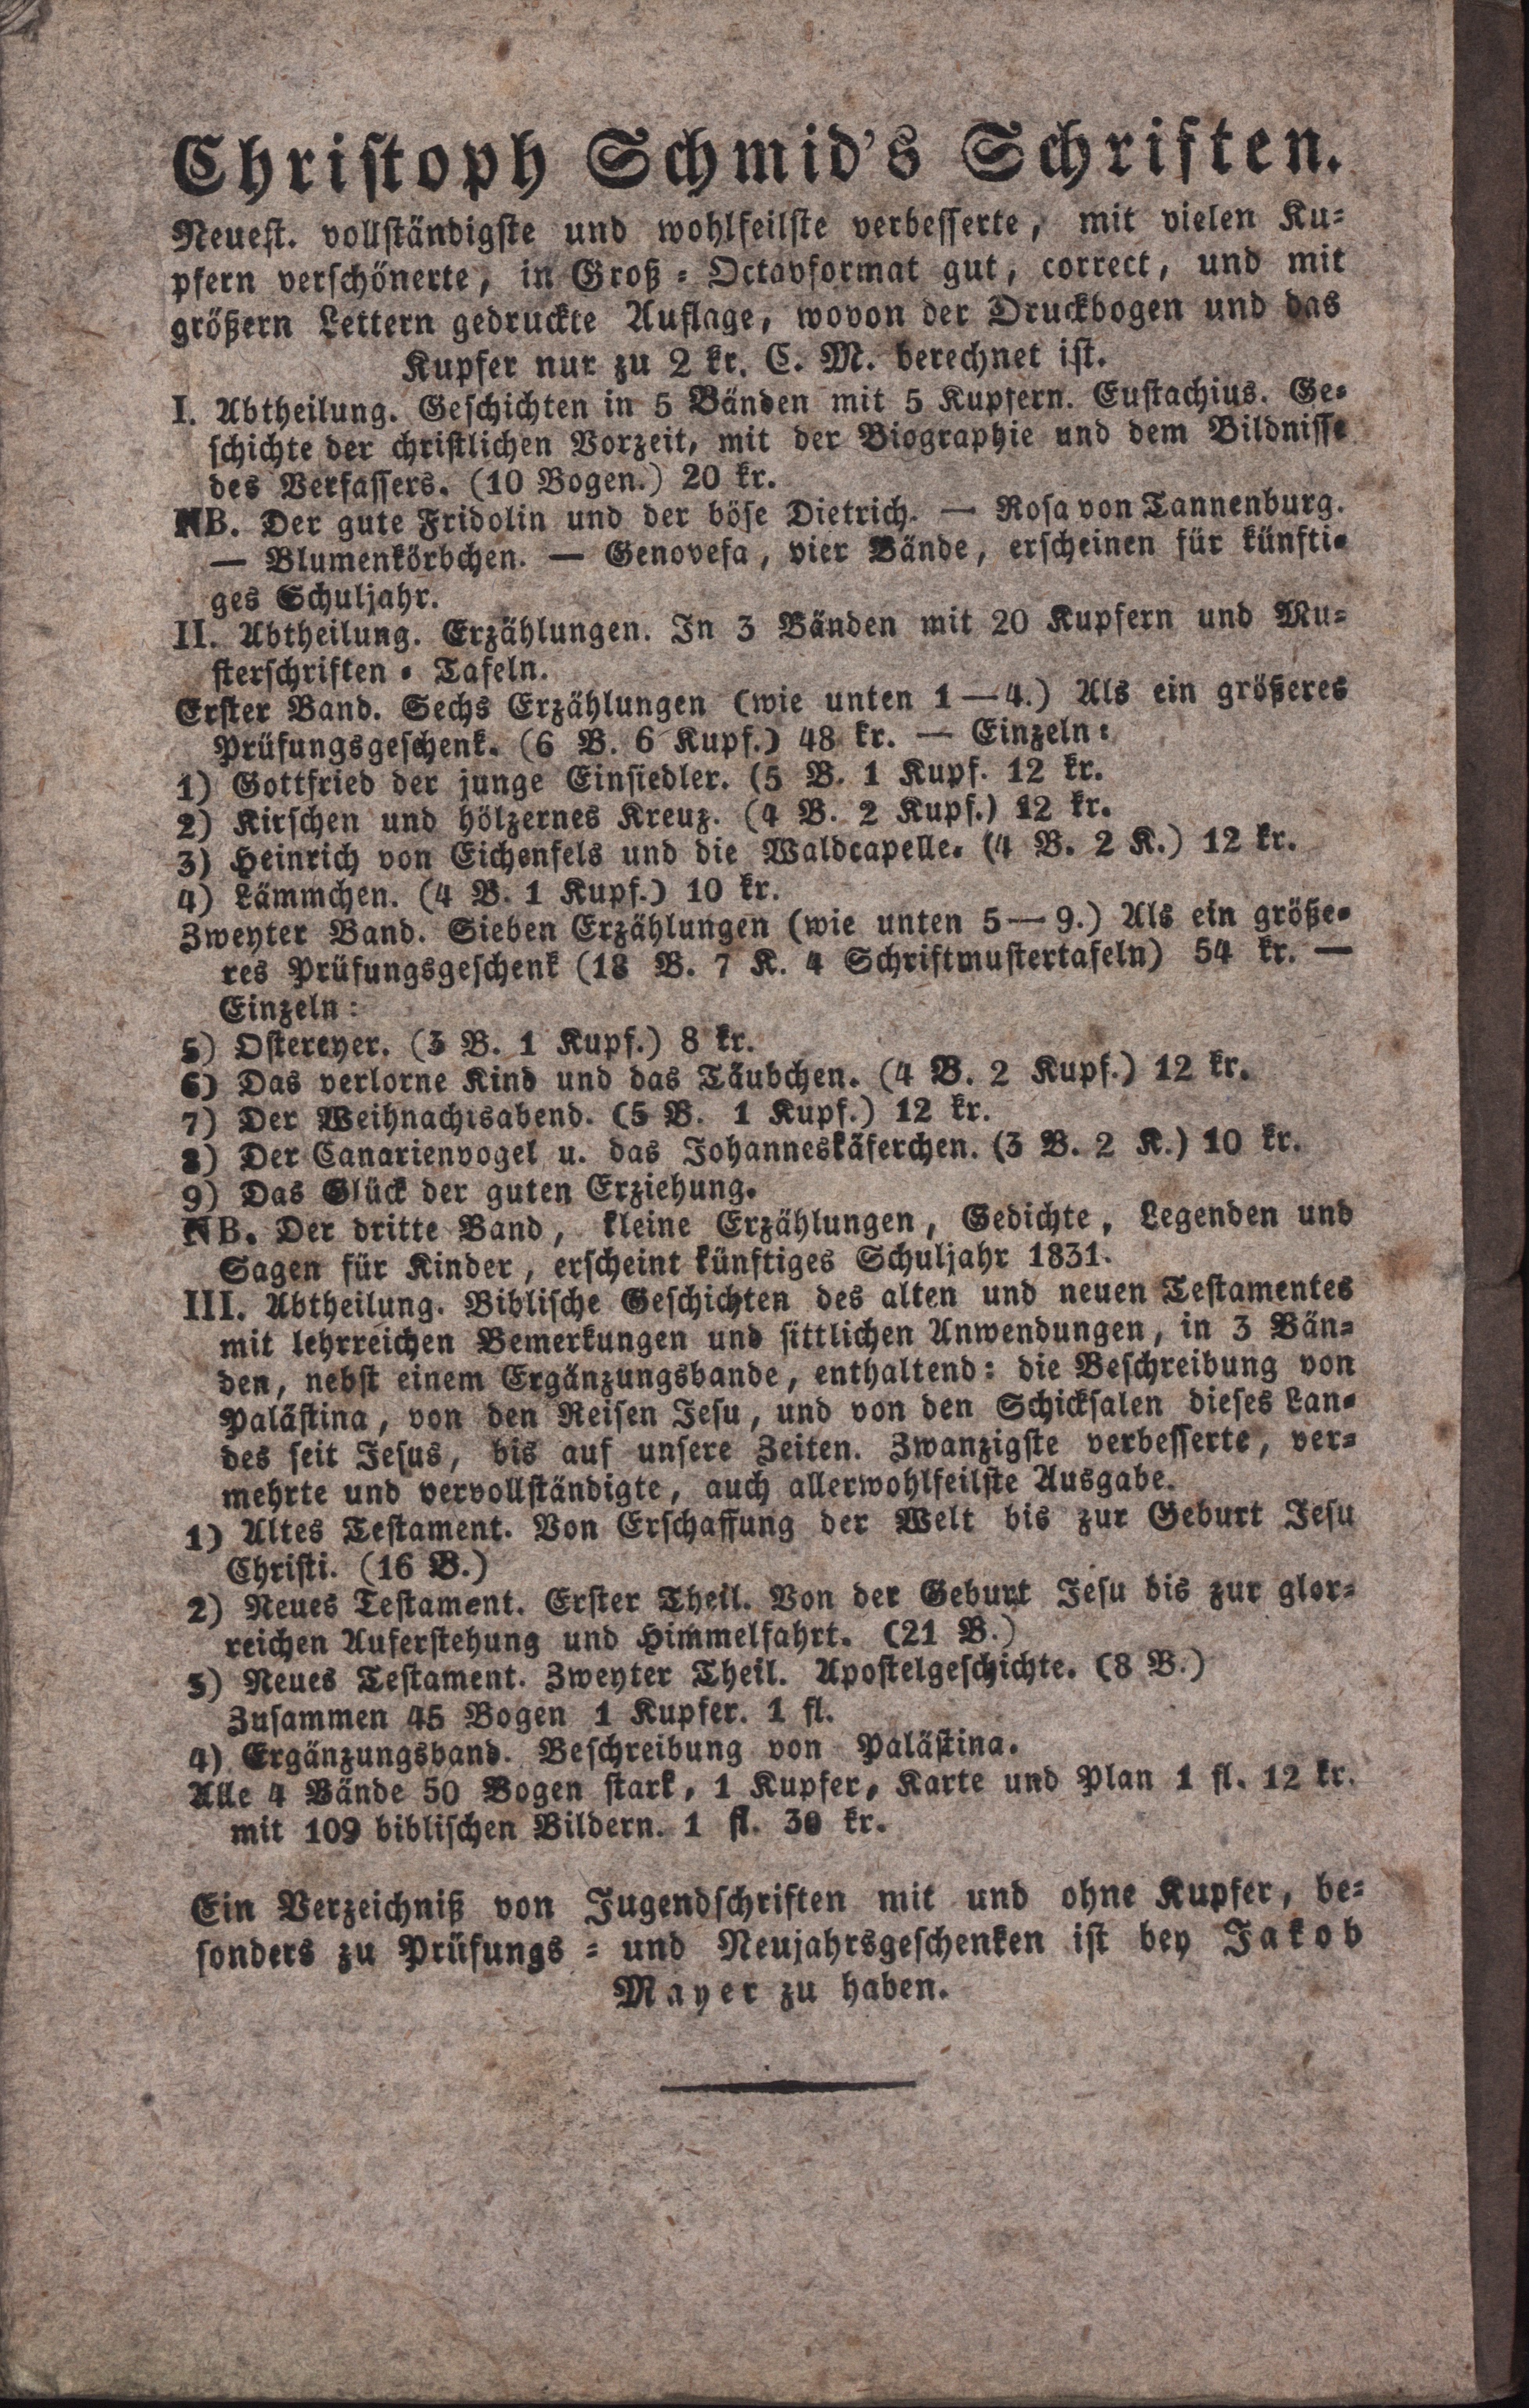 Christoph Schmid's Schriften.
Neuest. vollständigste und wohlfeilste verbesserte, mit vielen Ku-
pfern verschönerte, in Groß-Octavformat gut, correct, und mit
größern Lettern gedruckte Auflage, wovon der Druckbogen und das
Kupfer nur zu 2 kr. C. M. berechnet ist.
I. Abtheilung. Geschichten in 5 Bänden mit 5 Kupfern. Eustachius. Ge-
schichte der christlichen Vorzeit, mit der Biographie und dem Bildnisse
des Verfassers. (10 Bogen.) 20 kr.
NB. Der gute Fridolin und der böse Dietrich. — Rosa von Tannenburg.
— Blumenkörbchen. — Genovefa, vier Bände, erscheinen für künfti-
ges Schuljahr.
II. Abtheilung. Erzählungen. In 3 Bänden mit 20 Kupfern und Mu-
sterschriften-Tafeln.
Erster Band. Sechs Erzählungen (wie unten 1—4.) Als ein größeres
Prüfungsgeschenk. (6 B. 6 Kupf.) 48 kr. — Einzeln:
1) Gottfried der junge Einsiedler. (5 B. 1 Kupf. 12 kr.
2) Kirschen und hölzernes Kreuz. (4 B. 2 Kupf.) 12 kr.
3) Heinrich von Eichenfels und die Waldcapelle. (4 B. 2 K.) 12 kr.
4) Lämmchen. (4 B. 1 Kupf.) 10 kr.
Zweyter Band. Sieben Erzählungen (wie unten 5—9.) Als ein größe-
res Prüfungsgeschenk (18 B. 7 K. 4 Schriftmustertafeln) 54 kr. —
Einzeln:
5) Ostereyer. (3 B. 1 Kupf.) 8 kr.
6) Das verlorne Kind und das Täubchen. (4 B. 2 Kupf.) 12 kr.
7) Der Weihnachtsabend. (5 B. 1 Kupf.) 12 kr.
8) Der Canarienvogel u. das Johanneskäferchen. (3 B. 2 K.) 10 kr.
9) Das Glück der guten Erziehung.
NB. Der dritte Band, kleine Erzählungen, Gedichte, Legenden und
Sagen für Kinder, erscheint künftiges Schuljahr 1831.
III. Abtheilung. Biblische Geschichten des alten und neuen Testamentes
mit lehrreichen Bemerkungen und sittlichen Anwendungen, in 3 Bän-
den, nebst einem Ergänzungsbande, enthaltend: die Beschreibung von
Palästina, von den Reisen Jesu, und von den Schicksalen dieses Lan-
des seit Jesus, bis auf unsere Zeiten. Zwanzigste verbesserte, ver-
mehrte und vervollständigte, auch allerwohlfeilste Ausgabe.
1) Altes Testament. Von Erschaffung der Welt bis zur Geburt Jesu
Christi. (16 B.)
2) Neues Testament. Erster Theil. Von der Geburt Jesu bis zur glor-
reichen Auferstehung und Himmelfahrt. (21 B.)
3) Neues Testament. Zweyter Theil. Apostelgeschichte. (8 B.)
Zusammen 45 Bogen 1 Kupfer. 1 fl.
4) Ergänzungsband. Beschreibung von Palästina.
Alle 4 Bände 50 Bogen stark, 1 Kupfer, Karte und Plan 1 fl. 12 kr.
mit 109 biblischen Bildern. 1 fl. 30 kr.
Ein Verzeichniß von Jugendschriften mit und ohne Kupfer, be-
sonders zu Prüfungs- und Neujahrsgeschenken ist bey Jakob
Mayer zu haben.